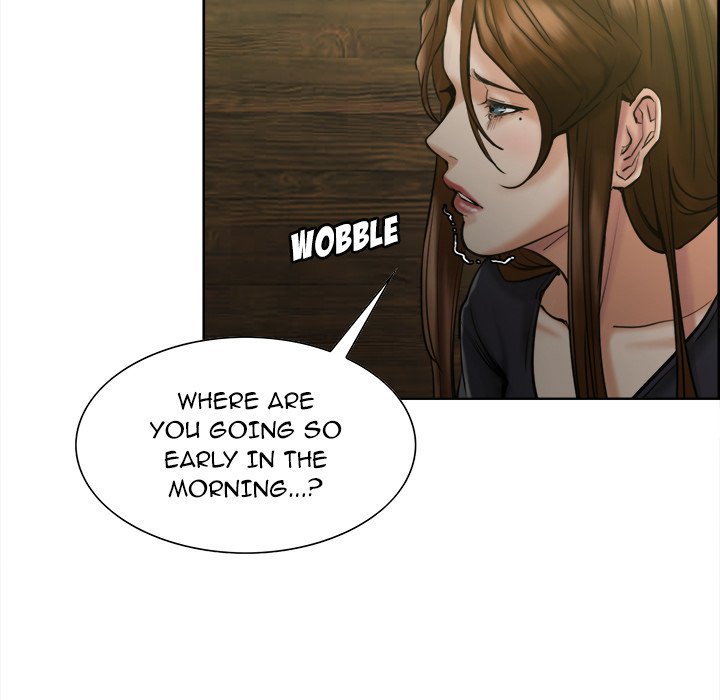 WOBBLE
WHERE ARE
YOU GOING SO
EARLY IN THE
MORNING...?